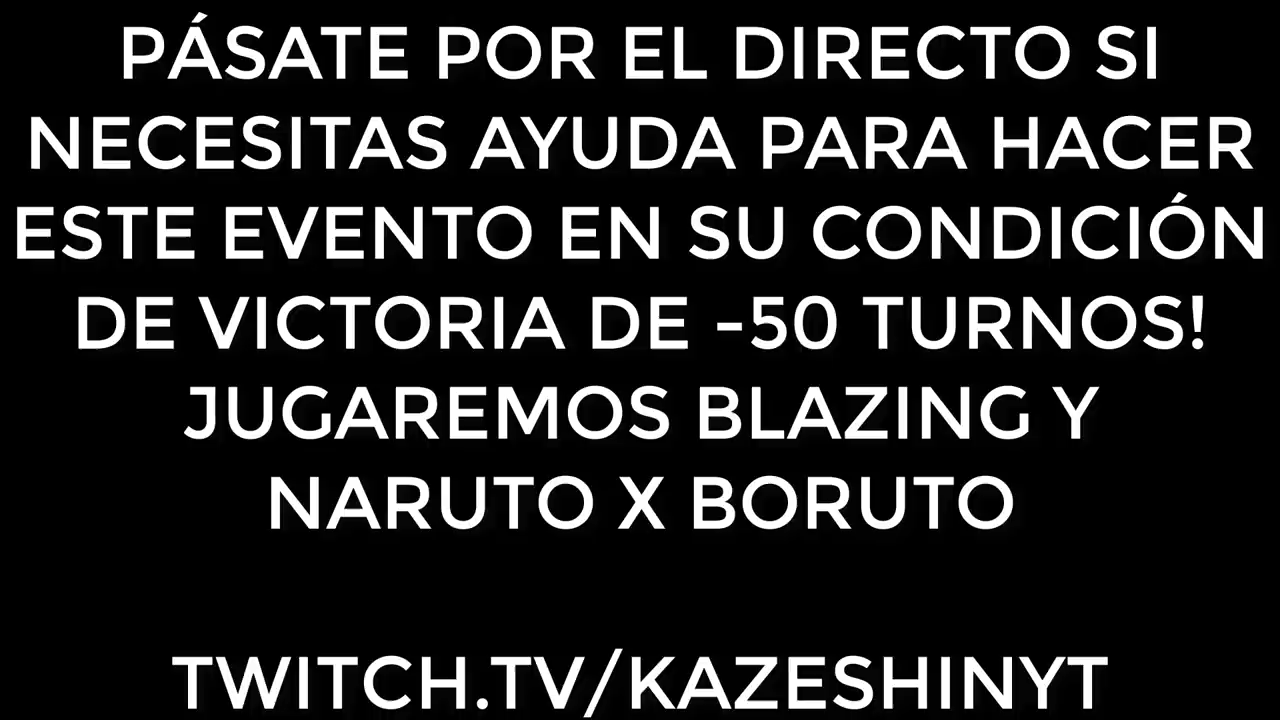 PÁSATE POR EL DIRECTO SI
NECESITAS AYUDA PARA HACER
ESTE EVENTO EN SU CONDICIÓN
DE VICTORIA DE -50 TURNOS!
JUGAREMOS BLAZING Y
NARUTO X BORUTO
TWITCH.TV/KAZESHINYT